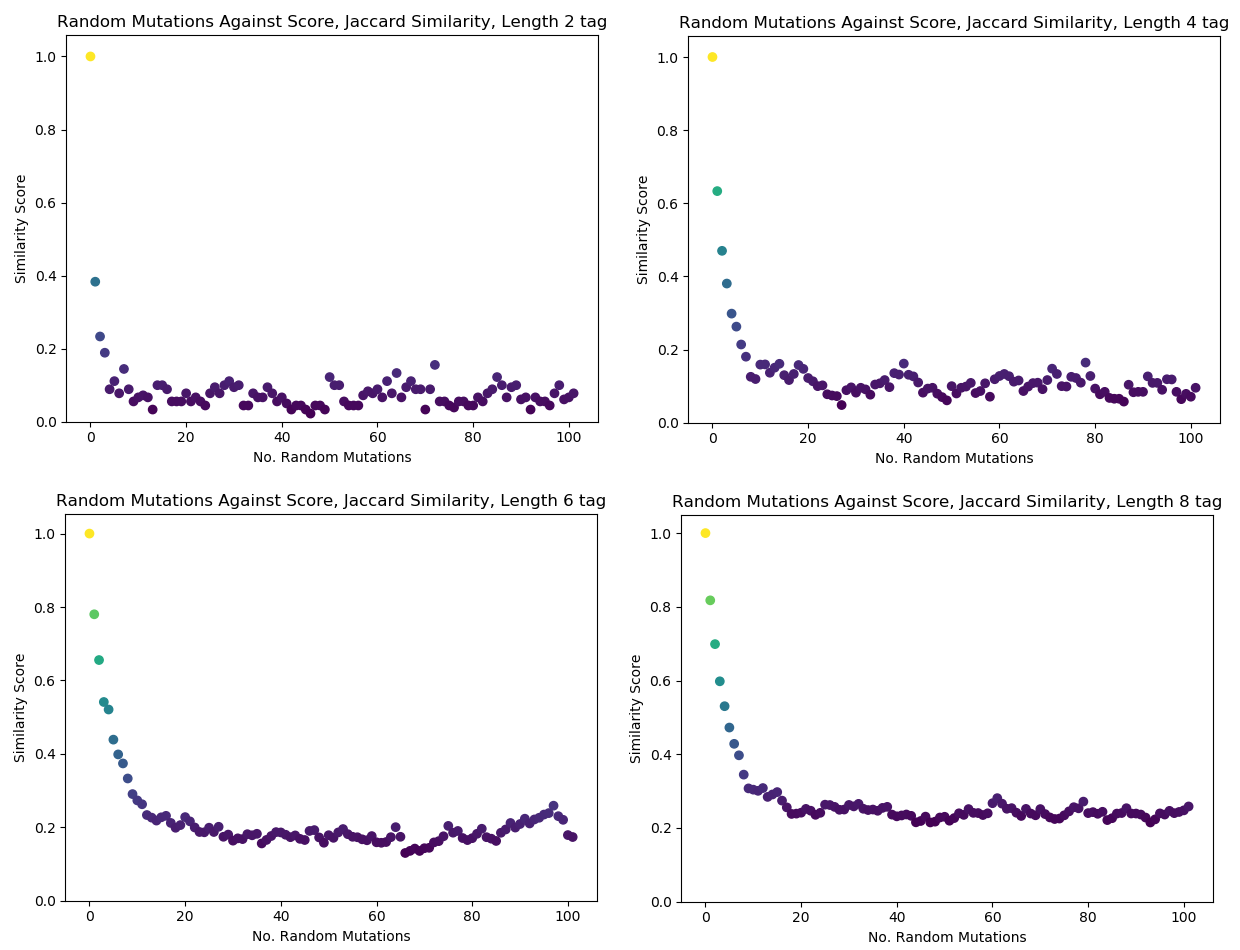 Random Mutations Against Score, Jaccard Similarity, Length 2 tag
1.0
0.8
0.6
0.4
0.2
0.0
Similarity Score
0 20 40 60 80 100
No. Random Mutations
Random Mutations Against Score, Jaccard Similarity, Length 4 tag
1.0
0.8
0.6
0.4
0.2
0.0
Similarity Score
0 20 40 60 80 100
No. Random Mutations
Random Mutations Against Score, Jaccard Similarity, Length 6 tag
1.0
0.8
0.6
0.4
0.2
0.0
Similarity Score
0 20 40 60 80 100
No. Random Mutations
Random Mutations Against Score, Jaccard Similarity, Length 8 tag
1.0
0.8
0.6
0.4
0.2
0.0
Similarity Score
0 20 40 60 80 100
No. Random Mutations